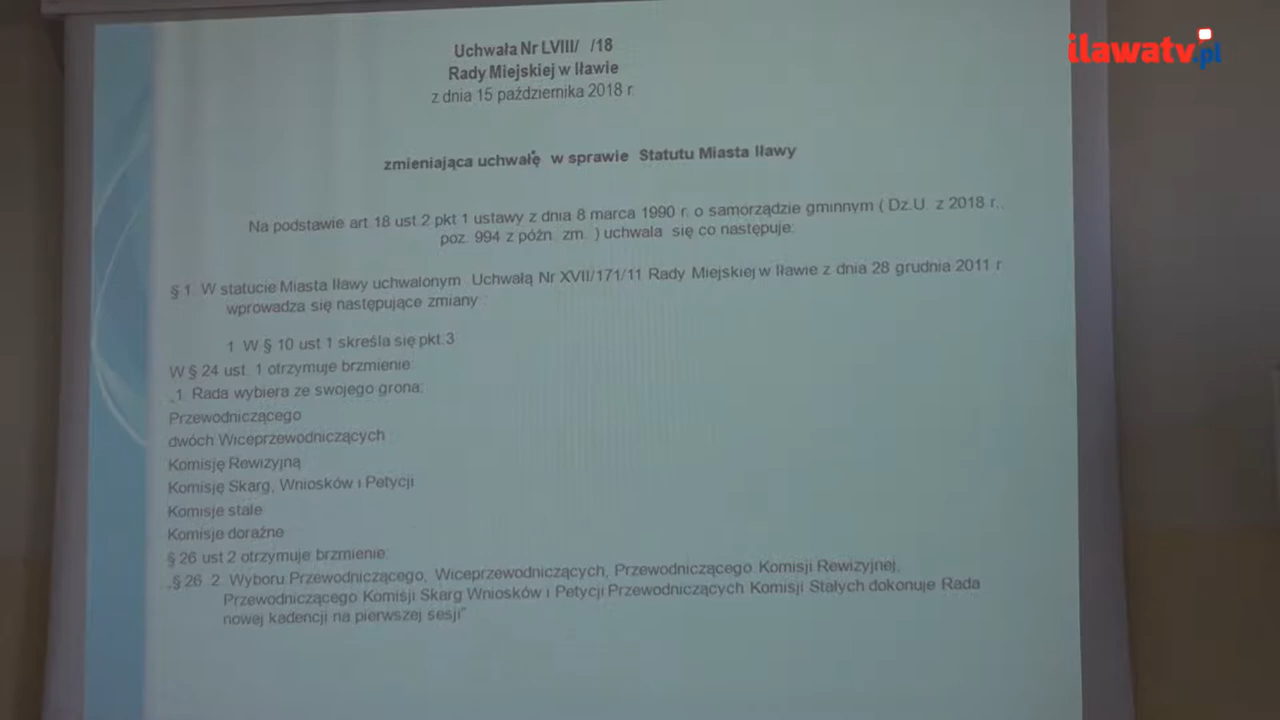 ilawatv.pl
Uchwała Nr LVIII/ /18
Rady Miejskiej w Iławie
z dnia 15 października 2018 r.
zmieniająca uchwałę w sprawie Statutu Miasta Iławy
Na podstawie art. 18 ust 2 pkt 1 ustawy z dnia 8 marca 1990 r. o samorządzie gminnym ( Dz.U. z 2018 r.,
poz. 994 z późn. zm. ) uchwala się co następuje:
§ 1. W statucie Miasta Iławy uchwalonym Uchwałą Nr XVII/171/11 Rady Miejskiej w Iławie z dnia 28 grudnia 2011 r
wprowadza się następujące zmiany :
1 W § 10 ust 1 skreśla się pkt 3
W § 24 ust. 1 otrzymuje brzmienie:
„1. Rada wybiera ze swojego grona:
Przewodniczącego
dwóch Wiceprzewodniczących
Komisję Rewizyjną
Komisję Skarg, Wniosków i Petycji
Komisje stałe
Komisje doraźne
§ 26 ust 2 otrzymuje brzmienie:
„§ 26. 2. Wyboru Przewodniczącego, Wiceprzewodniczących, Przewodniczącego Komisji Rewizyjnej,
Przewodniczącego Komisji Skarg Wniosków i Petycji Przewodniczących Komisji Stałych dokonuje Rada
nowej kadencji na pierwszej sesji”